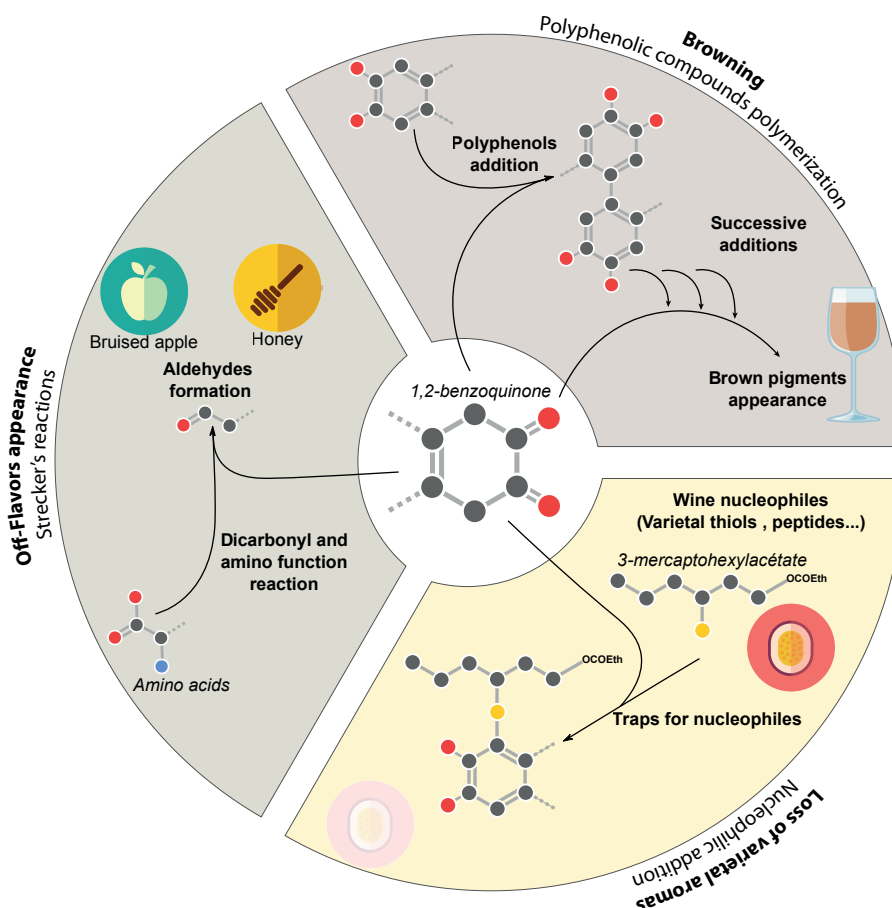 Browning
Polyphenolic compounds polymerization
Polyphenols
addition
Successive
additions
Brown pigments
appearance
Bruised apple
Honey
Aldehydes
formation
Off-Flavors appearance
Strecker's reactions
Dicarbonyl and
amino function
reaction
Amino acids
1,2-benzoquinone
Wine nucleophiles
(Varietal thiols , peptides...)
3-mercaptohexylacétate
OCOEth
OCOEth
Traps for nucleophiles
Loss of varietal aromas
Nucleophilic addition